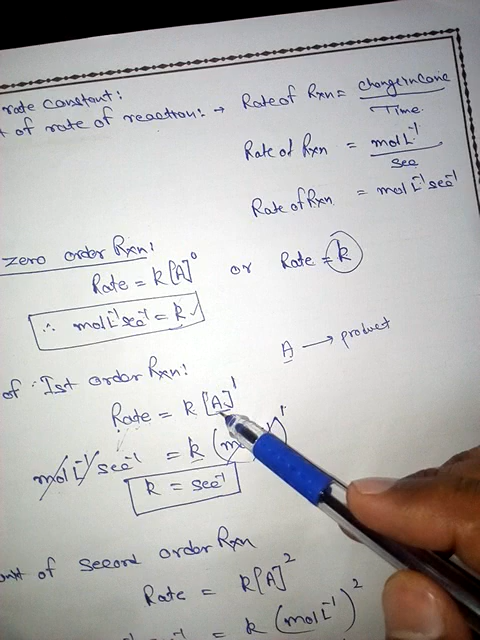 rate constant:
of rate of reaction: → Rate of Rxn = change in Conc / Time.
Rate of Rxn = mol L⁻¹ / sec
Rate of Rxn = mol L⁻¹ sec⁻¹
zero order Rxn:
Rate = k[A]⁰ or Rate = k
∴ mol L⁻¹ sec⁻¹ = k
A → product
of Ist order Rxn:
Rate = k [A]¹
mol L⁻¹ sec⁻¹ = k (
k = sec⁻¹
of second order Rxn
Rate = k[A]²
= k (mol L⁻¹)²